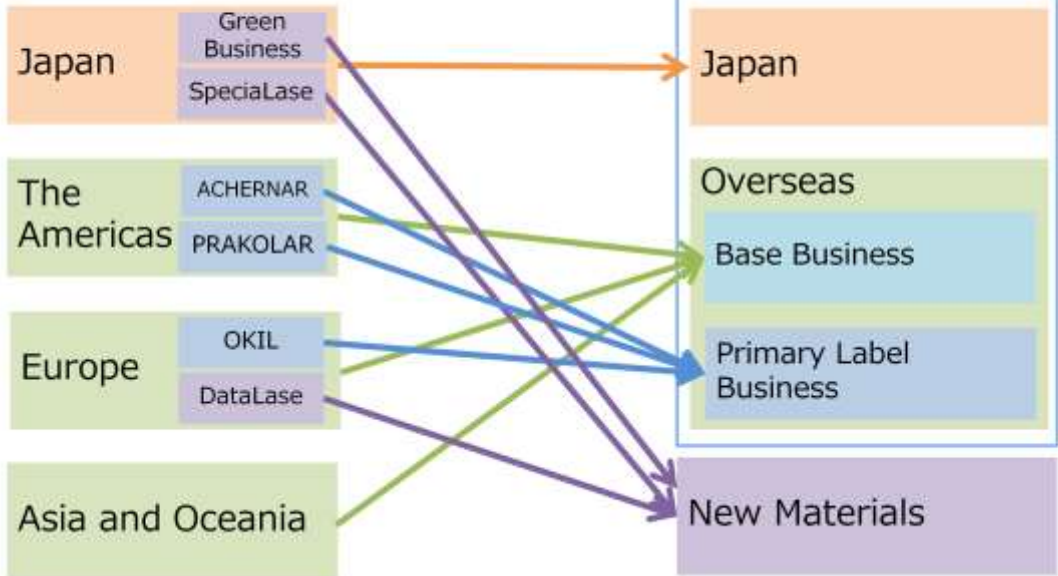 Japan
Green
Business
SpeciaLase
The
Americas
ACHERNAR
PRAKOLAR
Europe
OKIL
DataLase
Asia and Oceania
Japan
Overseas
Base Business
Primary Label
Business
New Materials